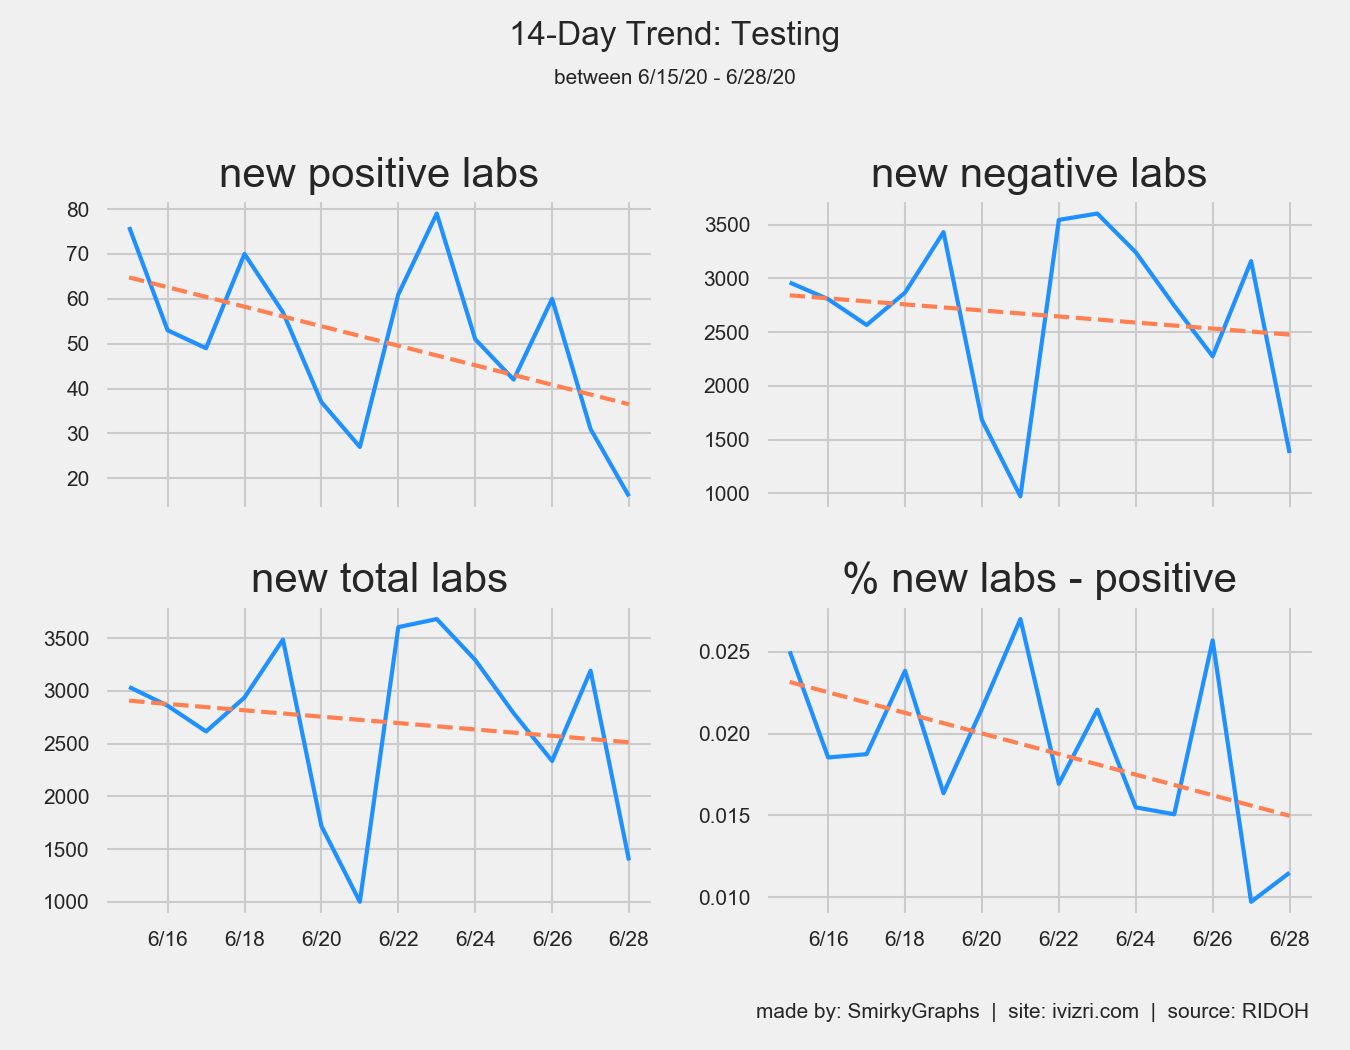 14-Day Trend: Testing
between 6/15/20 - 6/28/20
new positive labs
80
70
60
50
40
30
20
new negative labs
3500
3000
2500
2000
1500
1000
new total labs
3500
3000
2500
2000
1500
1000
6/16 6/18 6/20 6/22 6/24 6/26 6/28
% new labs - positive
0.025
0.020
0.015
0.010
6/16 6/18 6/20 6/22 6/24 6/26 6/28
made by: SmirkyGraphs | site: ivizri.com | source: RIDOH